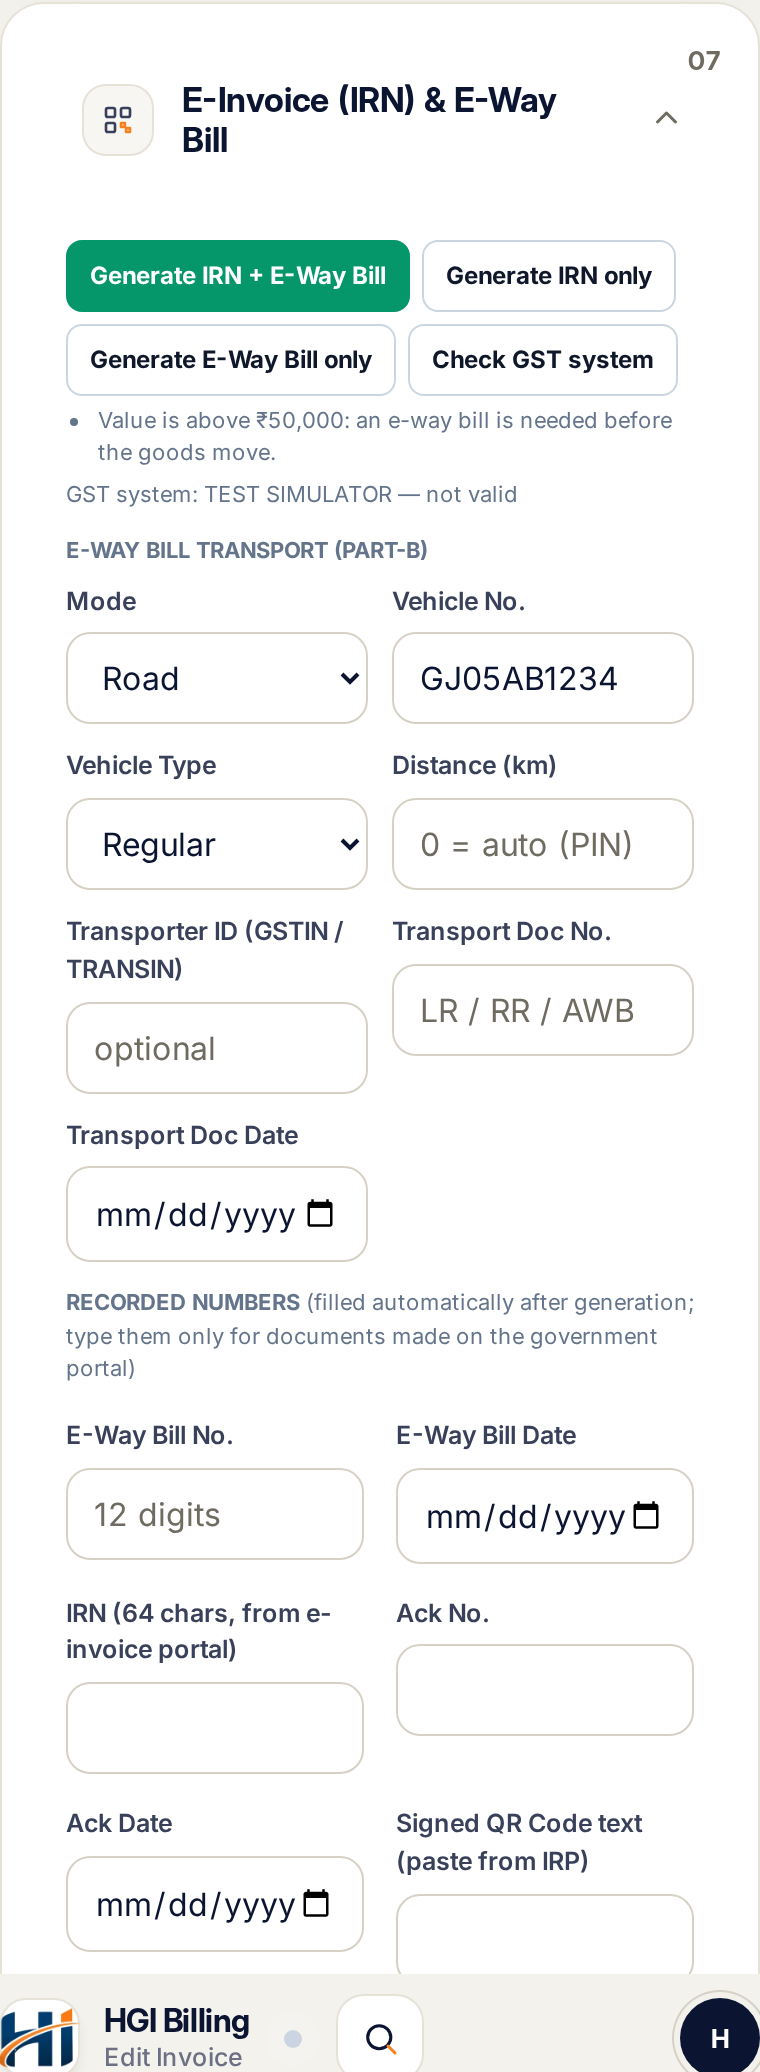 07
E-Invoice (IRN) & E-Way
Bill
Generate IRN + E-Way Bill
Generate IRN only
Generate E-Way Bill only
Check GST system
• Value is above ₹50,000: an e-way bill is needed before
the goods move.
GST system: TEST SIMULATOR — not valid
E-WAY BILL TRANSPORT (PART-B)
Mode
Vehicle No.
Road
GJ05AB1234
Vehicle Type
Distance (km)
Regular
0 = auto (PIN)
Transporter ID (GSTIN /
TRANSIN)
Transport Doc No.
optional
LR / RR / AWB
Transport Doc Date
mm/dd/yyyy
RECORDED NUMBERS (filled automatically after generation;
type them only for documents made on the government
portal)
E-Way Bill No.
E-Way Bill Date
12 digits
mm/dd/yyyy
IRN (64 chars, from e-
invoice portal)
Ack No.
Ack Date
Signed QR Code text
(paste from IRP)
mm/dd/yyyy
Hi
HGI Billing
Edit Invoice
H